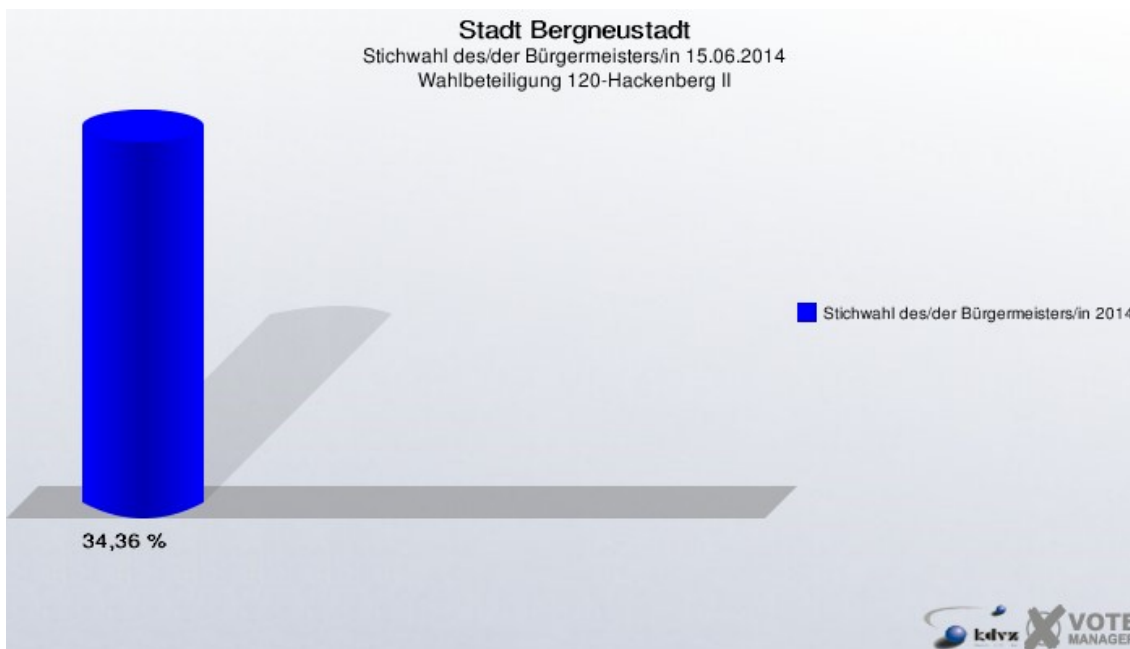 Stadt Bergneustadt
Stichwahl des/der Bürgermeisters/in 15.06.2014
Wahlbeteiligung 120-Hackenberg II
Stichwahl des/der Bürgermeisters/in 2014
34,36 %
kdvz
VOTE
MANAGER